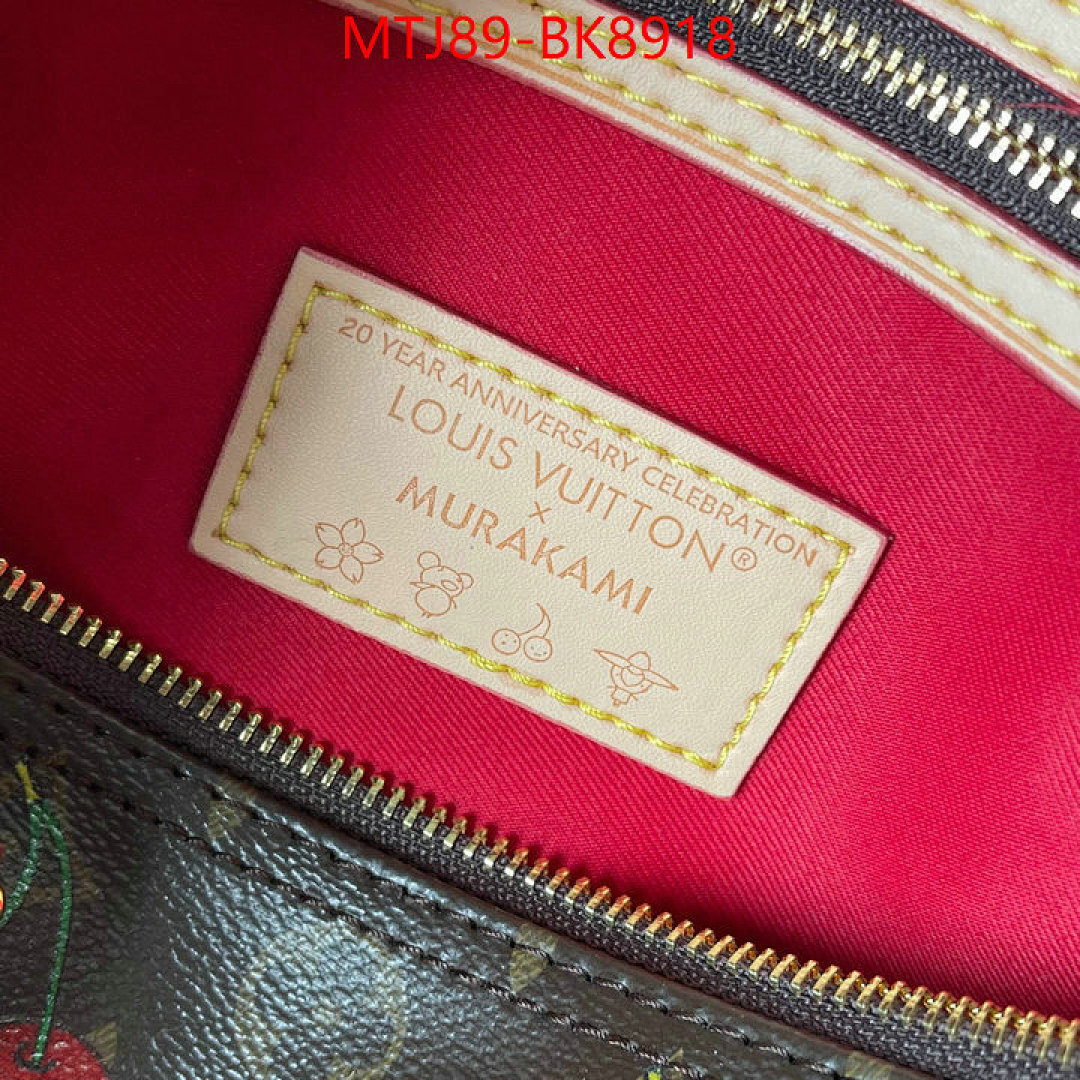 MTJ89-BK8918
20 YEAR ANNIVERSARY CELEBRATION
LOUIS VUITTON®
×
MURAKAMI